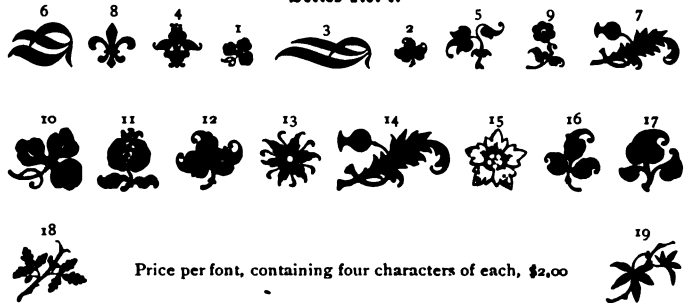 6 8 4 1 3 2 5 9 7
10 11 12 13 14 15 16 17
18 19
Price per font, containing four characters of each, $2.00